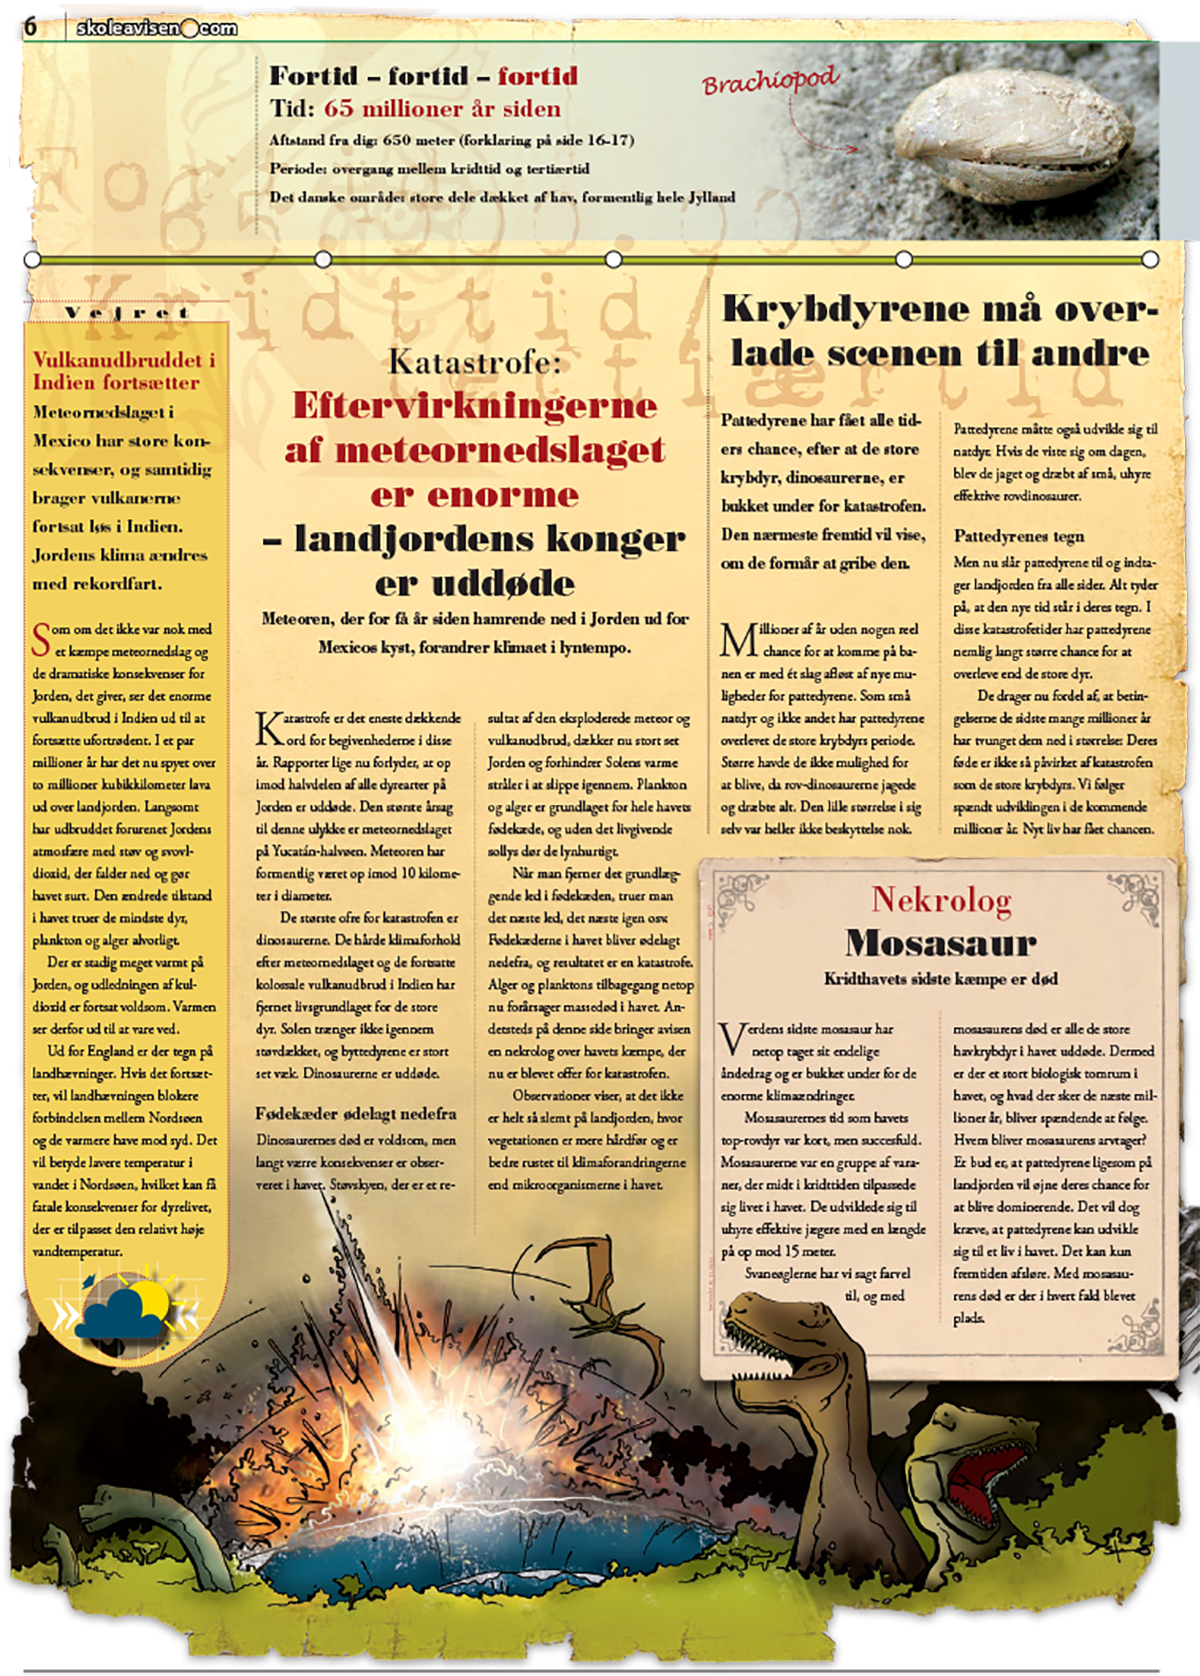 6
skoleavisen.com
Fortid – fortid – fortid
Tid: 65 millioner år siden
Aftstand fra dig: 650 meter (forklaring på side 16-17)
Periode: overgang mellem kridttid og tertiærtid
Det danske område: store dele dækket af hav, formentlig hele Jylland
Brachiopod
Vejret
Vulkanudbruddet i
Indien fortsætter
Meteornedslaget i
Mexico har store kon-
sekvenser, og samtidig
brager vulkanerne
fortsat løs i Indien.
Jordens klima ændres
med rekordfart.
Som om det ikke var nok med
et kæmpe meteornedslag og
de dramatiske konsekvenser for
Jorden, det giver, ser det enorme
vulkanudbrud i Indien ud til at
fortsætte ufortrødent. I et par
millioner år har det nu spyet over
to millioner kubikkilometer lava
ud over landjorden. Langsomt
har udbruddet forurenet Jordens
atmosfære med støv og svovl-
dioxid, der falder ned og gør
havet surt. Den ændrede tilstand
i havet truer de mindste dyr,
plankton og alger alvorligt.
Der er stadig meget varmt på
Jorden, og udledningen af kul-
dioxid er fortsat voldsom. Varmen
ser derfor ud til at vare ved.
Ud for England er der tegn på
landhævninger. Hvis det fortsæt-
ter, vil landhævningen blokere
forbindelsen mellem Nordsøen
og de varmere have mod syd. Det
vil betyde lavere temperatur i
vandet i Nordsøen, hvilket kan få
fatale konsekvenser for dyrelivet,
der er tilpasset den relativt høje
vandtemperatur.
Katastrofe:
Eftervirkningerne
af meteornedslaget
er enorme
– landjordens konger
er uddøde
Meteoren, der for få år siden hamrende ned i Jorden ud for
Mexicos kyst, forandrer klimaet i lyntempo.
Katastrofe er det eneste dækkende
ord for begivenhederne i disse
år. Rapporter lige nu forlyder, at op
imod halvdelen af alle dyrearter på
Jorden er uddøde. Den største årsag
til denne ulykke er meteornedslaget
på Yucatán-halvøen. Meteoren har
formentlig været op imod 10 kilome-
ter i diameter.
De største ofre for katastrofen er
dinosaurerne. De hårde klimaforhold
efter meteornedslaget og de fortsatte
kolossale vulkanudbrud i Indien har
fjernet livsgrundlaget for de store
dyr. Solen trænger ikke igennem
støvdækket, og byttedyrene er stort
set væk. Dinosaurerne er uddøde.
Fødekæder ødelagt nedefra
Dinosaurernes død er voldsom, men
langt værre konsekvenser er obser-
veret i havet. Støvskyen, der er et re-
sultat af den eksploderede meteor og
vulkanudbrud, dækker nu stort set
Jorden og forhindrer Solens varme
stråler i at slippe igennem. Plankton
og alger er grundlaget for hele havets
fødekæde, og uden det livgivende
sollys dør de lynhurtigt.
Når man fjerner det grundlæg-
gende led i fødekæden, truer man
det næste led, det næste igen osv.
Fødekæderne i havet bliver ødelagt
nedefra, og resultatet er en katastrofe.
Alger og planktons tilbagegang netop
nu forårsager massedød i havet. An-
detsteds på denne side bringer avisen
en nekrolog over havets kæmpe, der
nu er blevet offer for katastrofen.
Observationer viser, at det ikke
er helt så slemt på landjorden, hvor
vegetationen er mere hårdfør og er
bedre rustet til klimaforandringerne
end mikroorganismerne i havet.
Krybdyrene må over-
lade scenen til andre
Pattedyrene har fået alle tid-
ers chance, efter at de store
krybdyr, dinosaurerne, er
bukket under for katastrofen.
Den nærmeste fremtid vil vise,
om de formår at gribe den.
Millioner af år uden nogen reel
chance for at komme på ba-
nen er med ét slag afløst af nye mu-
ligheder for pattedyrene. Som små
natdyr og ikke andet har pattedyrene
overlevet de store krybdyrs periode.
Større havde de ikke mulighed for
at blive, da rov-dinosaurerne jagede
og dræbte alt. Den lille størrelse i sig
selv var heller ikke beskyttelse nok.
Pattedyrene måtte også udvikle sig til
natdyr. Hvis de viste sig om dagen,
blev de jaget og dræbt af små, uhyre
effektive rovdinosaurer.
Pattedyrenes tegn
Men nu slår pattedyrene til og indta-
ger landjorden fra alle sider. Alt tyder
på, at den nye tid står i deres tegn. I
disse katastrofetider har pattedyrene
nemlig langt større chance for at
overleve end de store dyr.
De drager nu fordel af, at betin-
gelserne de sidste mange millioner år
har tvunget dem ned i størrelse: Deres
føde er ikke så påvirket af katastrofen
som de store krybdyrs. Vi følger
spændt udviklingen i de kommende
millioner år. Nyt liv har fået chancen.
Nekrolog
Mosasaur
Kridthavets sidste kæmpe er død
Verdens sidste mosasaur har
netop taget sit endelige
åndedrag og er bukket under for de
enorme klimaændringer.
Mosasaurernes tid som havets
top-rovdyr var kort, men succesfuld.
Mosasaurerne var en gruppe af vara-
ner, der midt i kridttiden tilpassede
sig livet i havet. De udviklede sig til
uhyre effektive jægere med en længde
på op mod 15 meter.
Svaneøglerne har vi sagt farvel
til, og med
mosasaurens død er alle de store
havkrybdyr i havet uddøde. Dermed
er der et stort biologisk tomrum i
havet, og hvad der sker de næste mil-
lioner år, bliver spændende at følge.
Hvem bliver mosasaurens arvtager?
Et bud er, at pattedyrene ligesom på
landjorden vil øjne deres chance for
at blive dominerende. Det vil dog
kræve, at pattedyrene kan udvikle
sig til et liv i havet. Det kan kun
fremtiden afsløre. Med mosasau-
rens død er der i hvert fald blevet
plads.